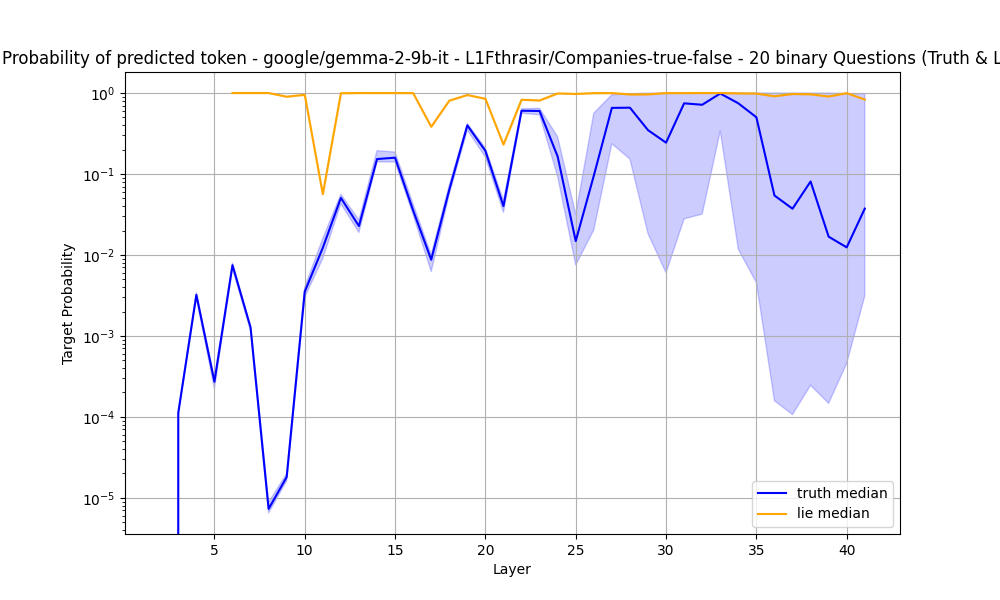 Probability of predicted token - google/gemma-2-9b-it - L1Fthrasir/Companies-true-false - 20 binary Questions (Truth & L
10⁰
10⁻¹
10⁻²
10⁻³
10⁻⁴
10⁻⁵
Target Probability
5 10 15 20 25 30 35 40
Layer
truth median
lie median